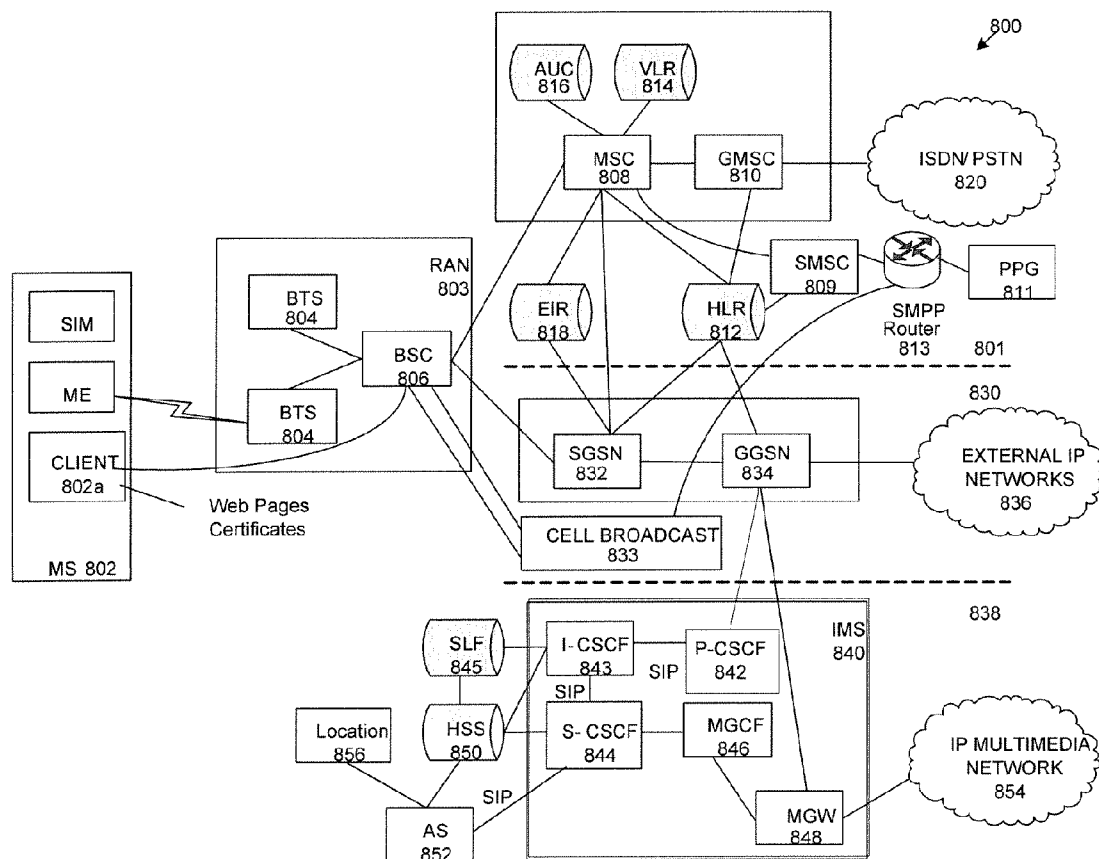 800
AUC
816
VLR
814
MSC
808
GMSC
810
ISDN/PSTN
820
RAN
803
SMSC
809
PPG
811
SMPP
Router
813
EIR
818
HLR
812
801
SIM
ME
CLIENT
802a
MS 802
BTS
804
BTS
804
BSC
806
Web Pages
Certificates
830
SGSN
832
GGSN
834
EXTERNAL IP
NETWORKS
836
CELL BROADCAST
833
838
IMS
840
SLF
845
I-CSCF
843
P-CSCF
842
SIP
SIP
Location
856
HSS
850
S-CSCF
844
MGCF
846
IP MULTIMEDIA
NETWORK
854
SIP
AS
852
MGW
848